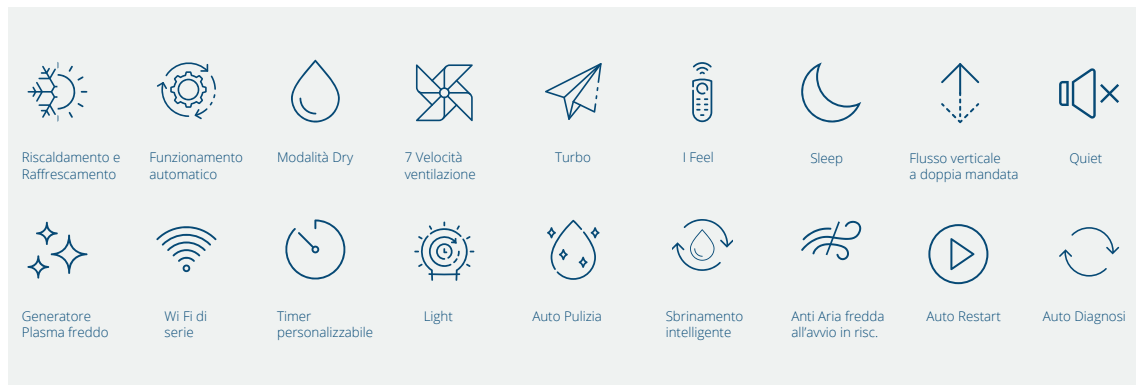 Riscaldamento e
Raffrescamento
Funzionamento
automatico
Modalità Dry
7 Velocità
ventilazione
Turbo
I Feel
Sleep
Flusso verticale
a doppia mandata
Quiet
Generatore
Plasma freddo
Wi Fi di
serie
Timer
personalizzabile
Light
Auto Pulizia
Sbrinamento
intelligente
Anti Aria fredda
all’avvio in risc.
Auto Restart
Auto Diagnosi